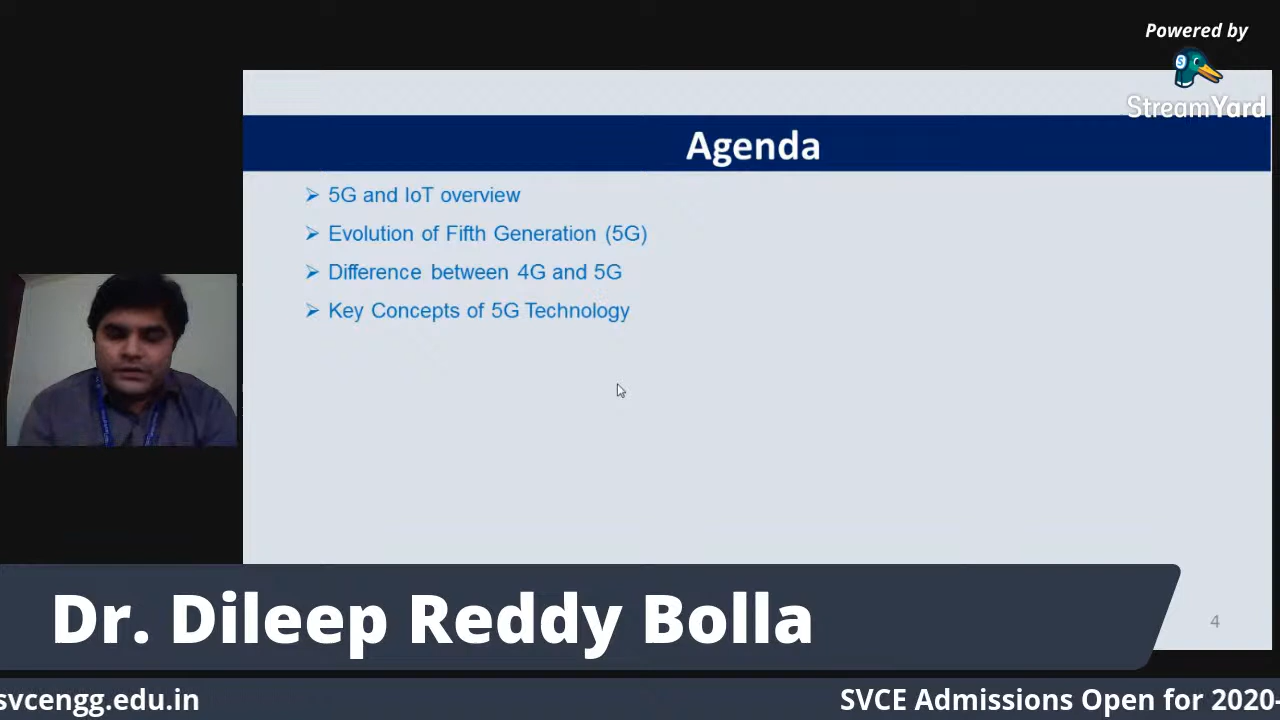 Powered by
StreamYard
Agenda
5G and IoT overview
Evolution of Fifth Generation (5G)
Difference between 4G and 5G
Key Concepts of 5G Technology
Dr. Dileep Reddy Bolla
4
svcengg.edu.in
SVCE Admissions Open for 2020-